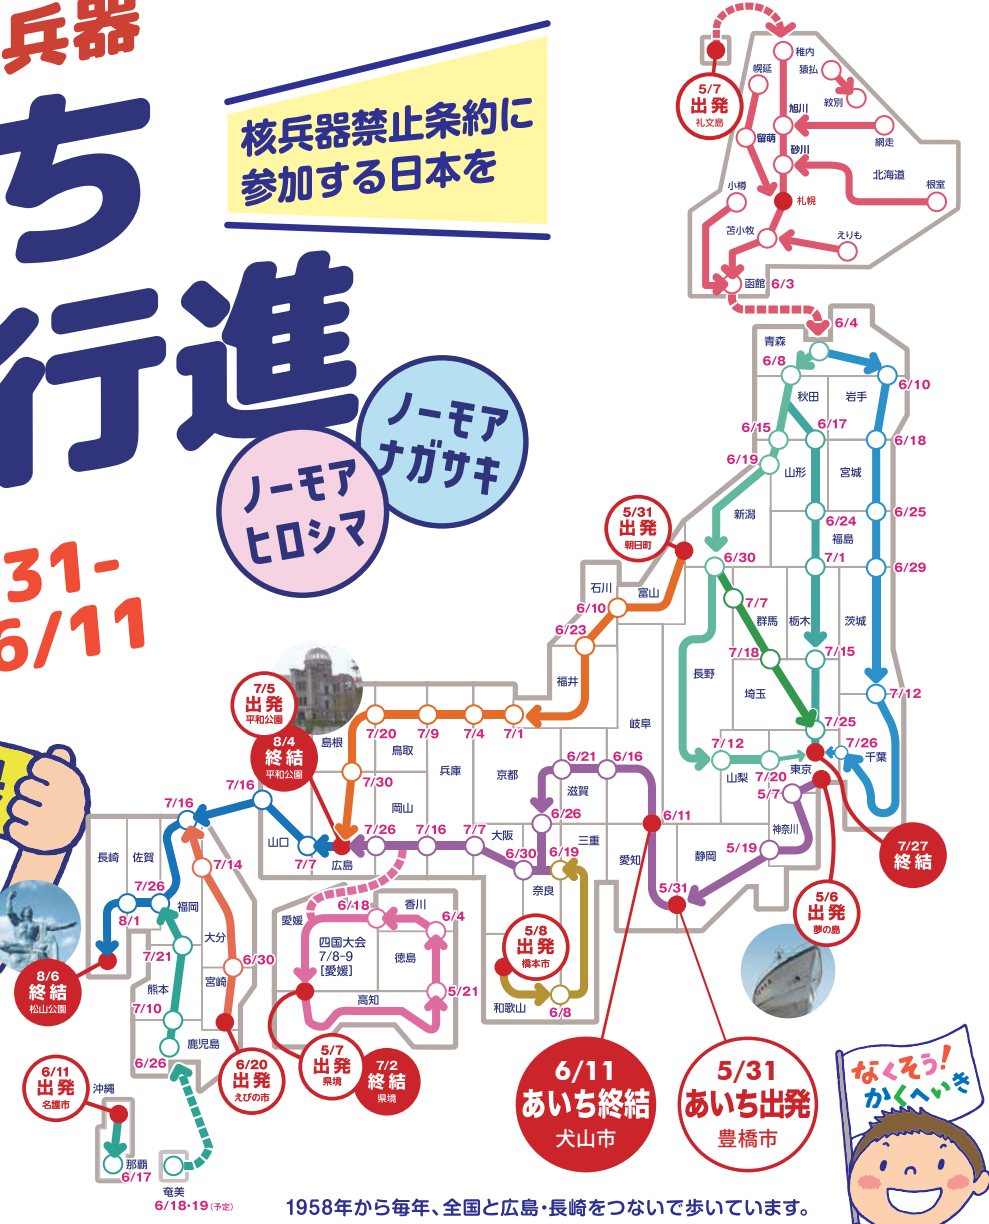 兵器
ち
行進
31-
6/11
核兵器禁止条約に
参加する日本を
ノーモア
ナガサキ
ノーモア
ヒロシマ
5/7
出発
礼文島
稚内
猿払
幌延
紋別
旭川
留萌
網走
砂川
北海道
小樽
札幌
根室
苫小牧
えりも
函館
6/3
6/4
青森
6/8
6/10
秋田
岩手
6/15
6/17
6/18
6/19
山形
宮城
新潟
6/24
6/25
福島
5/31
出発
朝日町
6/30
7/1
6/29
石川
富山
6/10
7/7
群馬
栃木
茨城
6/23
7/18
7/15
福井
長野
埼玉
7/12
岐阜
7/25
7/12
7/26
千葉
山梨
7/20
東京
5/7
7/5
出発
平和公園
8/4
終結
平和公園
島根
7/20
7/9
7/4
7/1
鳥取
兵庫
京都
6/21
6/16
滋賀
7/30
岡山
7/16
7/16
6/26
6/11
神奈川
7/26
7/16
7/7
大阪
三重
山口
7/7
広島
6/30
6/19
愛知
静岡
5/19
7/27
終結
長崎
佐賀
7/14
奈良
5/31
7/26
福岡
8/1
愛媛
6/18
香川
6/4
5/6
出発
夢の島
大分
7/21
四国大会
7/8-9
[愛媛]
徳島
5/8
出発
橋本市
6/30
宮崎
8/6
終結
松山公園
熊本
高知
5/21
和歌山
6/8
7/10
鹿児島
6/26
6/20
出発
えびの市
5/7
出発
県境
7/2
終結
県境
6/11
出発
名護市
沖縄
那覇
6/17
奄美
6/18・19(予定)
6/11
あいち終結
犬山市
5/31
あいち出発
豊橋市
なくそう!
かくへいき
1958年から毎年、全国と広島・長崎をつないで歩いています。